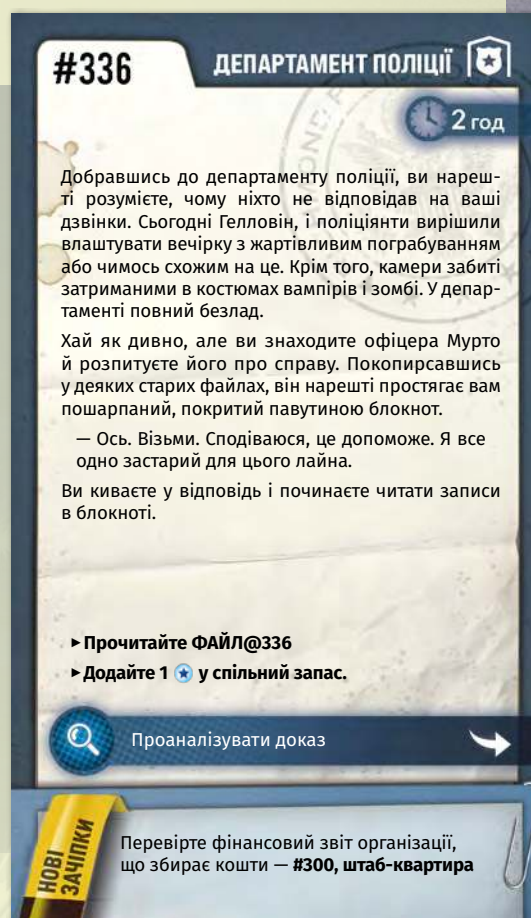 #336
ДЕПАРТАМЕНТ ПОЛІЦІЇ
2 год
Добравшись до департаменту поліції, ви нареш-
ті розумієте, чому ніхто не відповідав на ваші
дзвінки. Сьогодні Гелловін, і поліціянти вирішили
влаштувати вечірку з жартівливим пограбуванням
або чимось схожим на це. Крім того, камери забиті
затриманими в костюмах вампірів і зомбі. У депар-
таменті повний безлад.
Хай як дивно, але ви знаходите офіцера Мурто
й розпитуєте його про справу. Покопирсавшись
у деяких старих файлах, він нарешті простягає вам
пошарпаний, покритий павутиною блокнот.
— Ось. Візьми. Сподіваюся, це допоможе. Я все
одно застарий для цього лайна.
Ви киваєте у відповідь і починаєте читати записи
в блокноті.
▸ Прочитайте ФАЙЛ@336
▸ Додайте 1 ★ у спільний запас.
Проаналізувати доказ
НОВІ
ЗАЧІПКИ
Перевірте фінансовий звіт організації,
що збирає кошти — #300, штаб-квартира